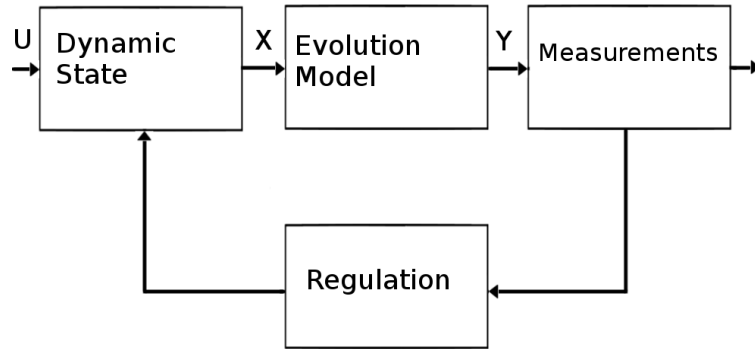 U
Dynamic
State
X
Evolution
Model
Y
Measurements
Regulation